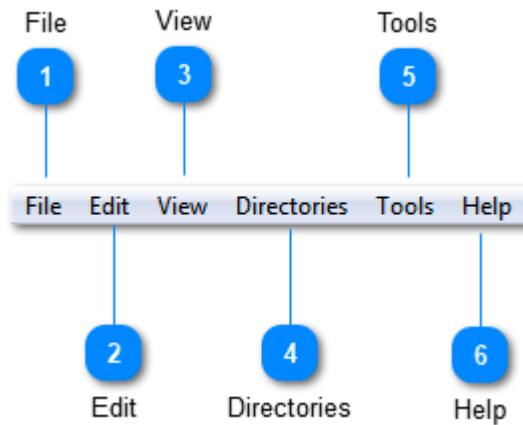 File View Tools
1 3 5
File Edit View Directories Tools Help
2 4 6
Edit Directories Help